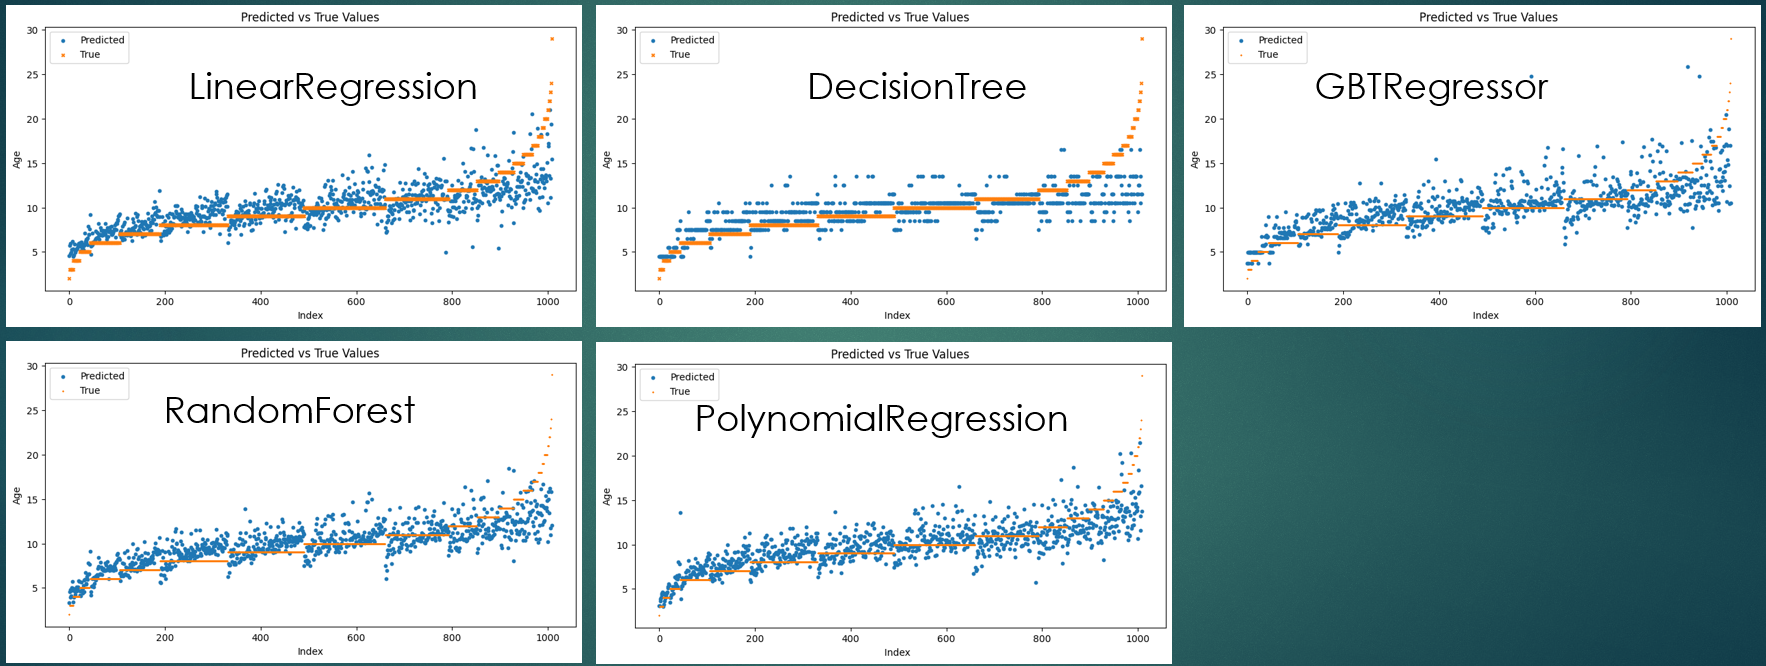 Predicted vs True Values
Predicted
True
LinearRegression
Age
30
25
20
15
10
5
0
200
400
600
800
1000
Index
Predicted vs True Values
Predicted
True
DecisionTree
Age
30
25
20
15
10
5
0
200
400
600
800
1000
Index
Predicted vs True Values
Predicted
True
GBTRegressor
Age
30
25
20
15
10
5
0
200
400
600
800
1000
Index
Predicted vs True Values
Predicted
True
RandomForest
Age
30
25
20
15
10
5
0
200
400
600
800
1000
Index
Predicted vs True Values
Predicted
True
PolynomialRegression
Age
30
25
20
15
10
5
0
200
400
600
800
1000
Index